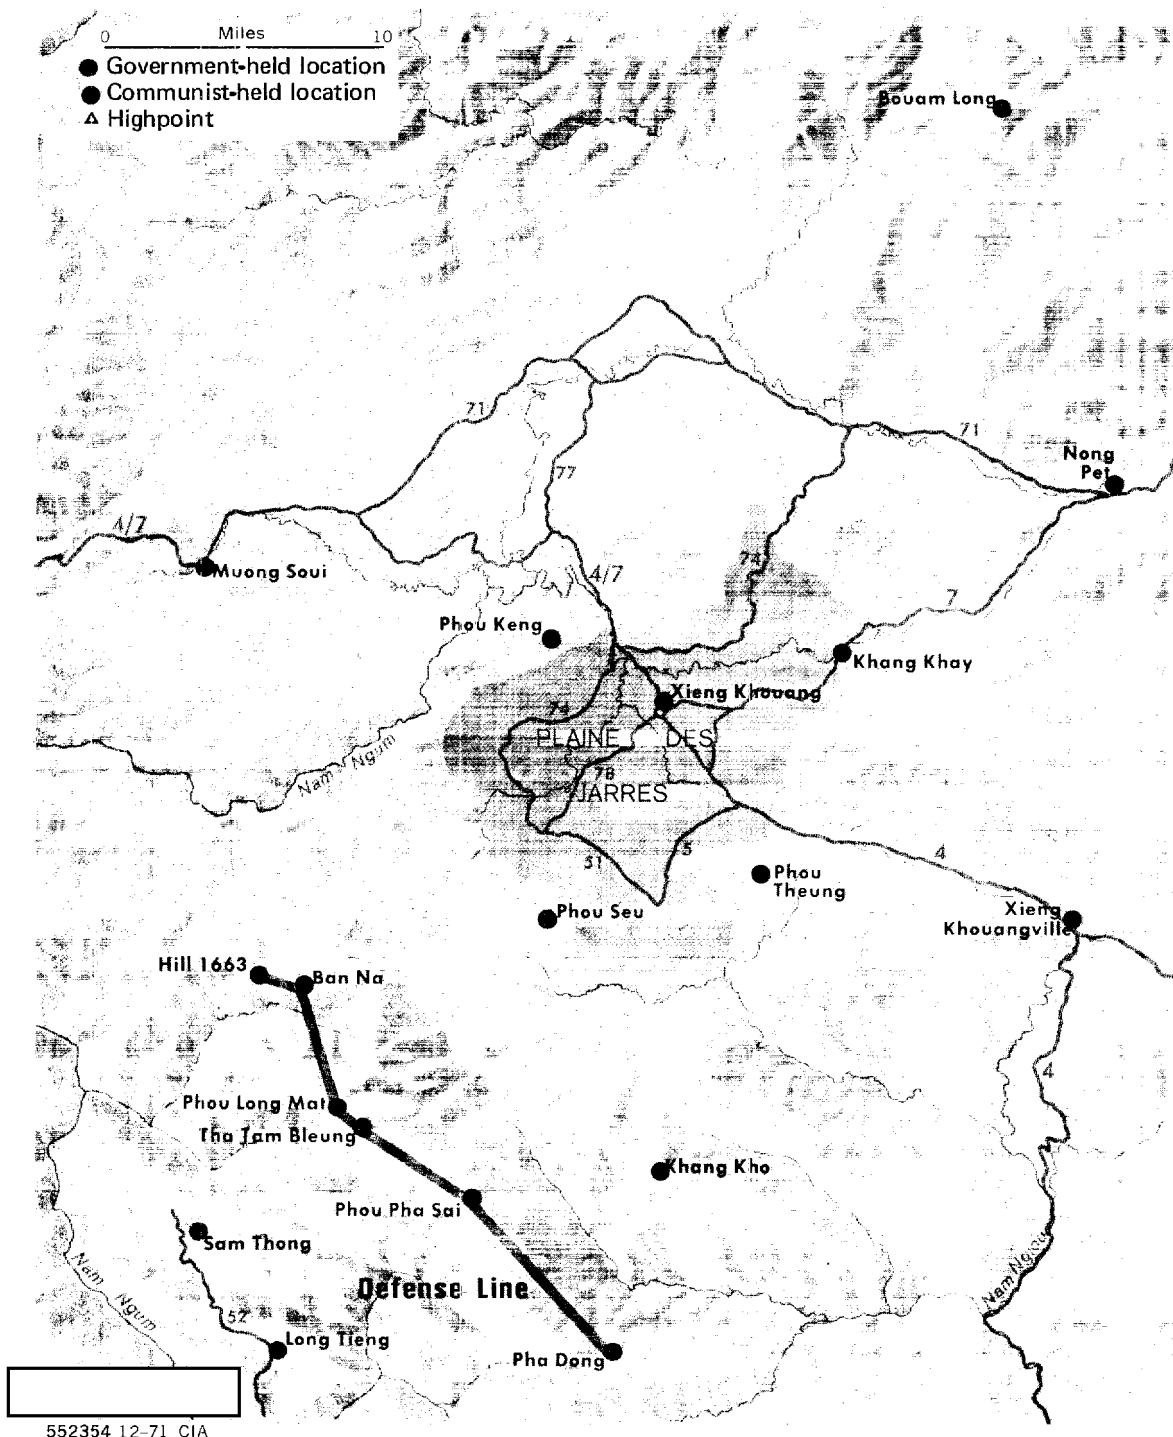 0 Miles 10
Government-held location
Communist-held location
Highpoint
Bouam Long
71
71
Nong
Pet
77
4/7
Muong Soui
74
4/7
7
Phou Keng
Khang Khay
Xieng Khouang
74
PLAINE DES
Nam Ngum
78
JARRES
51
5
4
Phou
Theung
Xieng
Khouangville
Phou Seu
Hill 1663
Ban Na
4
Phou Long Mat
Tha Tam Bleung
Khang Kho
Phou Pha Sai
Sam Thong
Nam Ngum
Defense Line
Nam Ngiou
52
Long Tieng
Pha Dong
552354 12-71 CIA